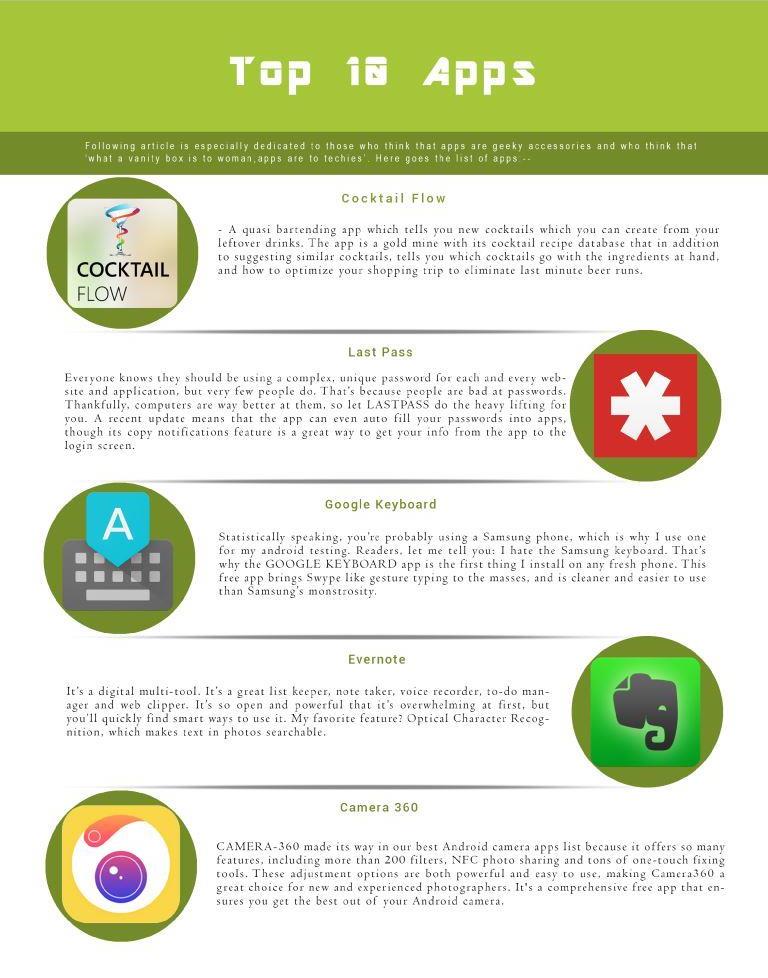 Top 10 Apps
Following article is especially dedicated to those who think that apps are geeky accessories and who think that
'what a vanity box is to woman,apps are to techies'. Here goes the list of apps --
Cocktail Flow
COCKTAIL
FLOW
- A quasi bartending app which tells you new cocktails which you can create from your
leftover drinks. The app is a gold mine with its cocktail recipe database that in addition
to suggesting similar cocktails, tells you which cocktails go with the ingredients at hand,
and how to optimize your shopping trip to eliminate last minute beer runs.
Last Pass
Everyone knows they should be using a complex, unique password for each and every web-
site and application, but very few people do. That's because people are bad at passwords.
Thankfully, computers are way better at them, so let LASTPASS do the heavy lifting for
you. A recent update means that the app can even auto fill your passwords into apps,
though its copy notifications feature is a great way to get your info from the app to the
login screen.
Google Keyboard
A
Statistically speaking, you're probably using a Samsung phone, which is why I use one
for my android testing. Readers, let me tell you: I hate the Samsung keyboard. That's
why the GOOGLE KEYBOARD app is the first thing I install on any fresh phone. This
free app brings Swype like gesture typing to the masses, and is cleaner and easier to use
than Samsung's monstrosity.
Evernote
It's a digital multi-tool. It's a great list keeper, note taker, voice recorder, to-do man-
ager and web clipper. It's so open and powerful that it's overwhelming at first, but
you'll quickly find smart ways to use it. My favorite feature? Optical Character Recog-
nition, which makes text in photos searchable.
Camera 360
CAMERA-360 made its way in our best Android camera apps list because it offers so many
features, including more than 200 filters, NFC photo sharing and tons of one-touch fixing
tools. These adjustment options are both powerful and easy to use, making Camera360 a
great choice for new and experienced photographers. It's a comprehensive free app that en-
sures you get the best out of your Android camera.